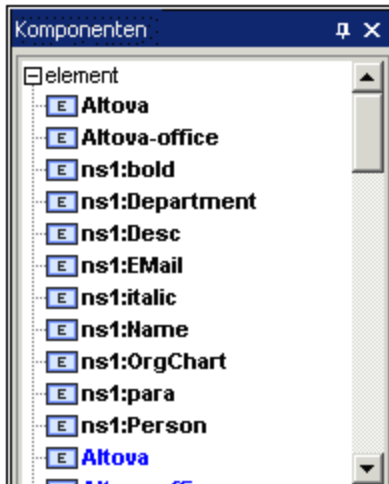 Komponenten
element
E Altova
E Altova-office
E ns1:bold
E ns1:Department
E ns1:Desc
E ns1:EMail
E ns1:italic
E ns1:Name
E ns1:OrgChart
E ns1:para
E ns1:Person
E Altova